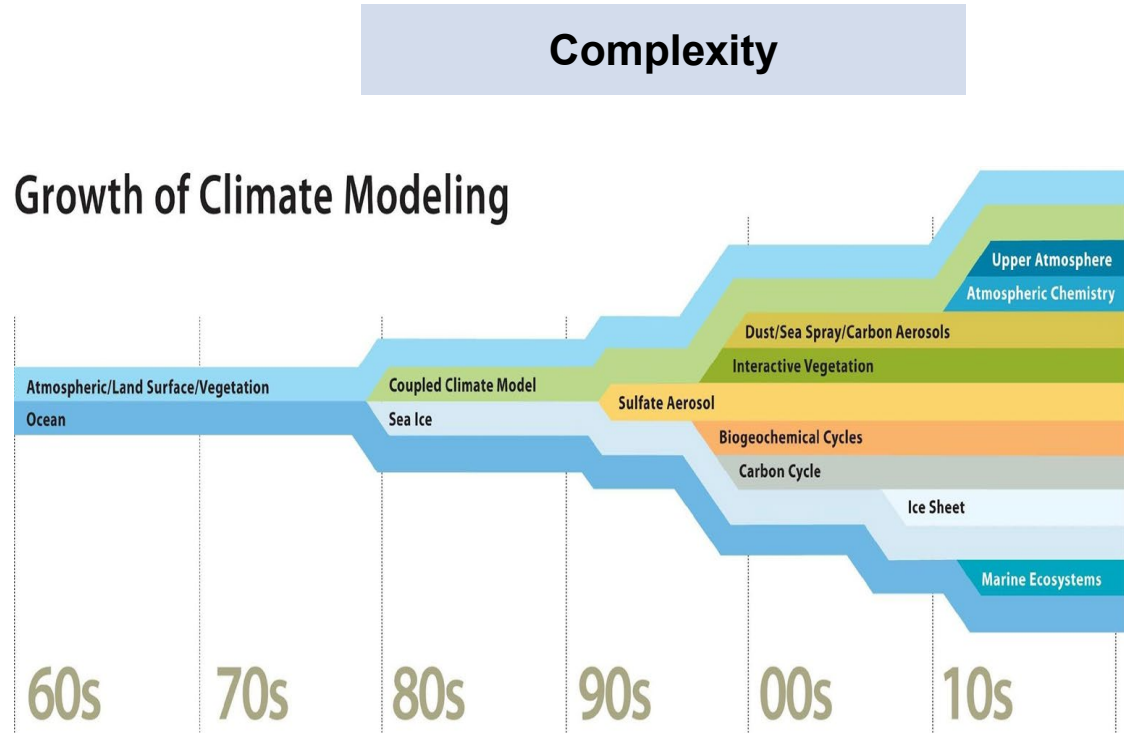 Complexity
Growth of Climate Modeling
Upper Atmosphere
Atmospheric Chemistry
Dust/Sea Spray/Carbon Aerosols
Interactive Vegetation
Atmospheric/Land Surface/Vegetation
Coupled Climate Model
Sulfate Aerosol
Ocean
Sea Ice
Biogeochemical Cycles
Carbon Cycle
Ice Sheet
Marine Ecosystems
60s 70s 80s 90s 00s 10s